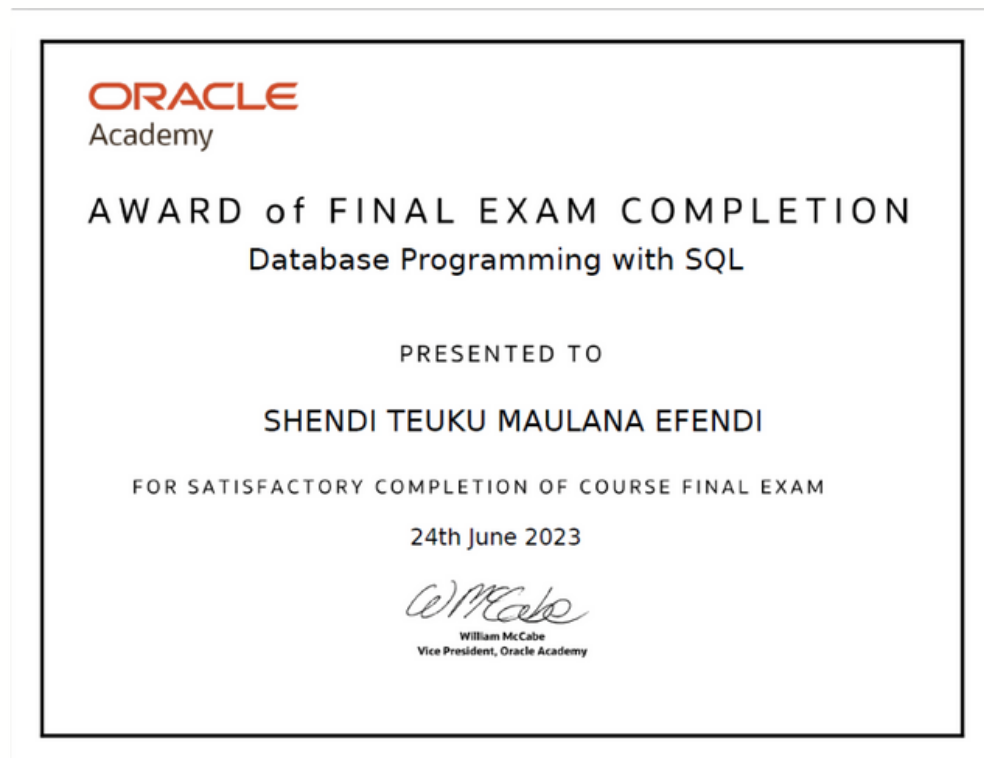 ORACLE
Academy
AWARD of FINAL EXAM COMPLETION
Database Programming with SQL
PRESENTED TO
SHENDI TEUKU MAULANA EFENDI
FOR SATISFACTORY COMPLETION OF COURSE FINAL EXAM
24th June 2023
W McCabe
William McCabe
Vice President, Oracle Academy